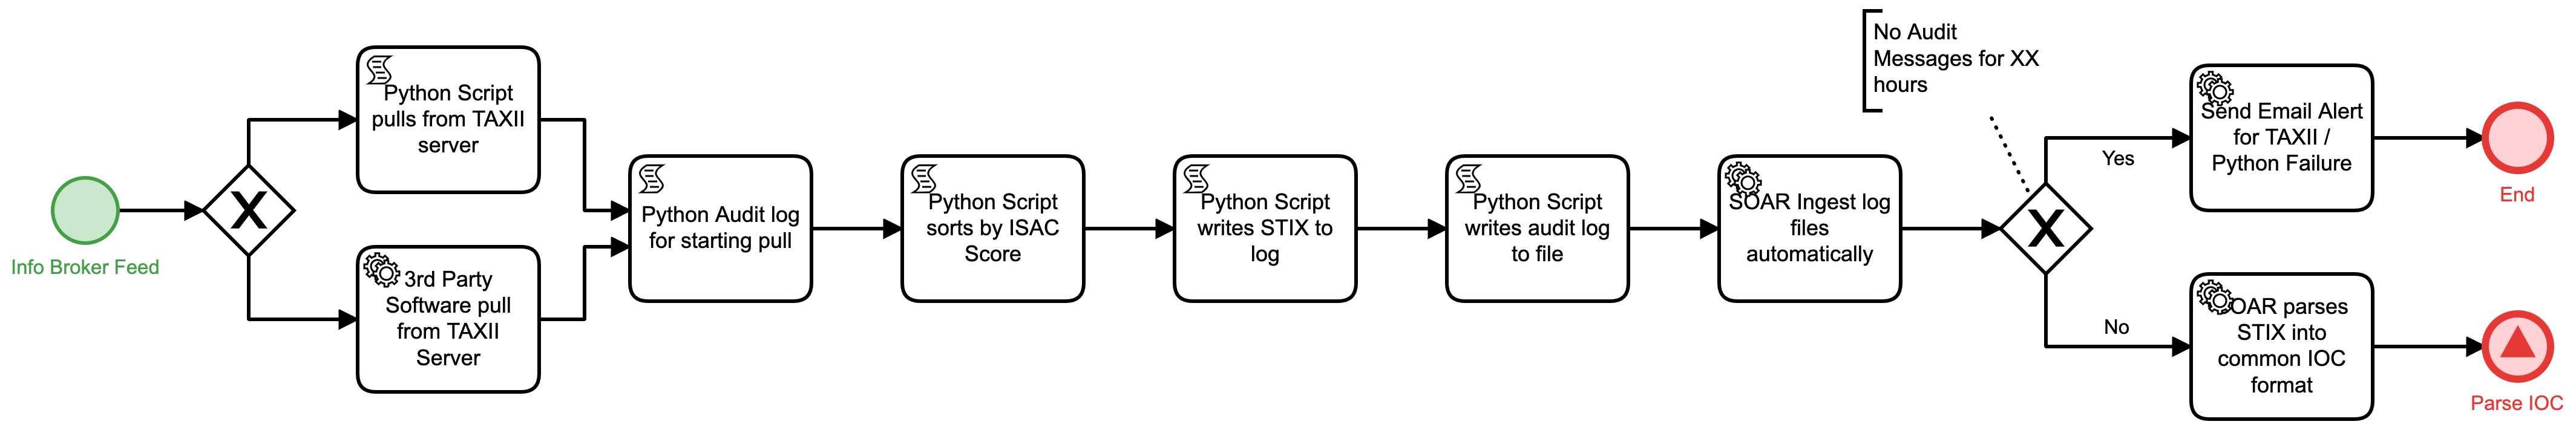 Info Broker Feed
Python Script
pulls from TAXII
server
3rd Party
Software pull
from TAXII
Server
Python Audit log
for starting pull
Python Script
sorts by ISAC
Score
Python Script
writes STIX to
log
Python Script
writes audit log
to file
SOAR Ingest log
files
automatically
No Audit
Messages for XX
hours
Yes
Send Email Alert
for TAXII /
Python Failure
End
No
SOAR parses
STIX into
common IOC
format
Parse IOC